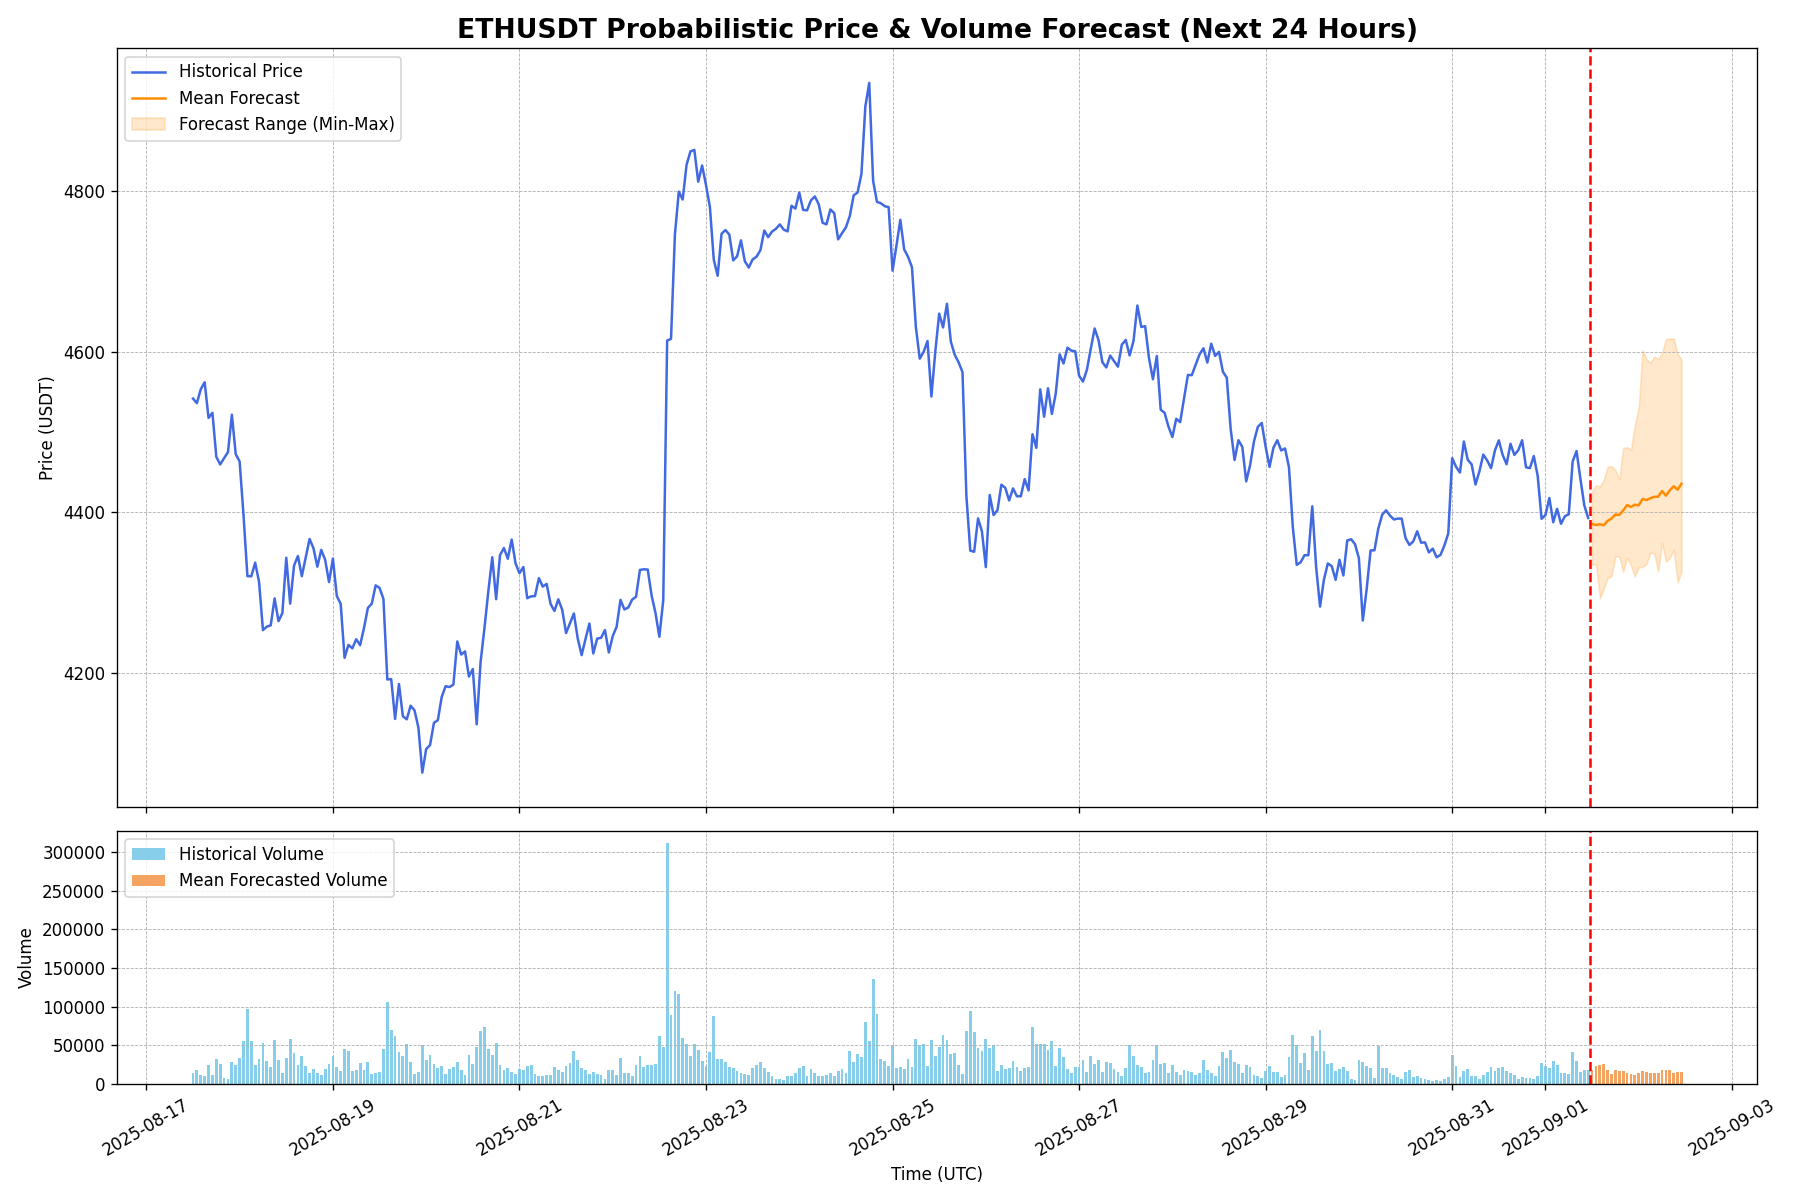 ETHUSDT Probabilistic Price & Volume Forecast (Next 24 Hours)
Historical Price
Mean Forecast
Forecast Range (Min-Max)
Price (USDT)
4800
4600
4400
4200
Historical Volume
Mean Forecasted Volume
Volume
300000
250000
200000
150000
100000
50000
0
2025-08-17
2025-08-19
2025-08-21
2025-08-23
2025-08-25
2025-08-27
2025-08-29
2025-08-31
2025-09-01
2025-09-03
Time (UTC)